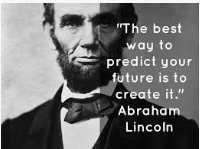 "The best
way to
predict your
future is to
create it."
Abraham
Lincoln